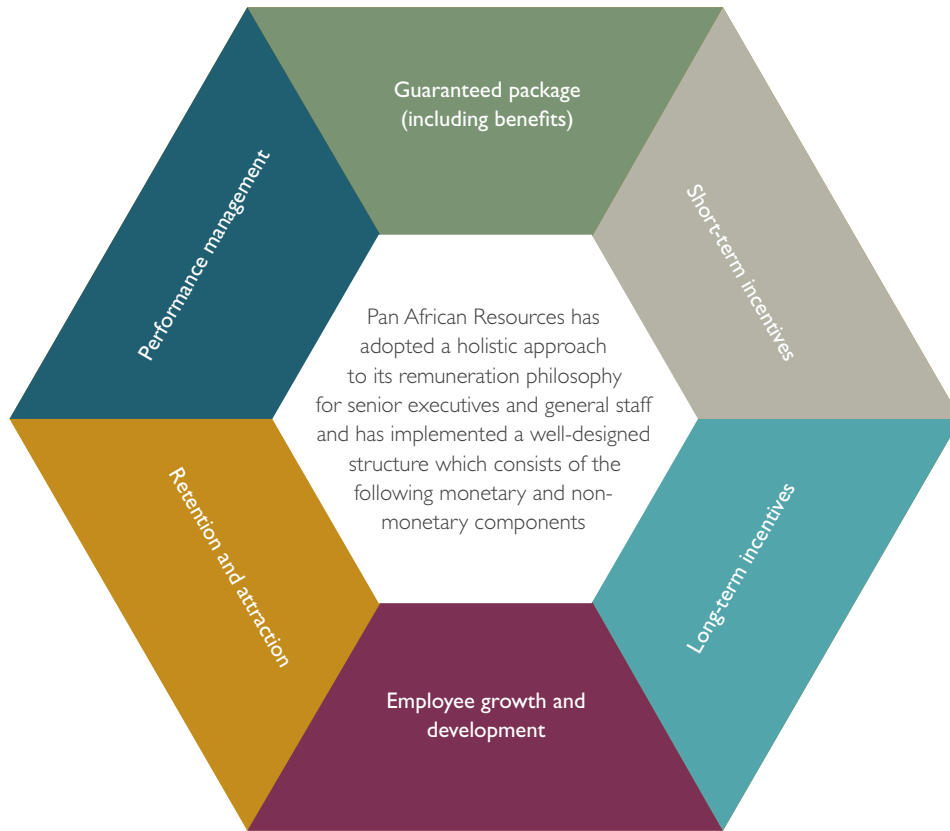 Guaranteed package
(including benefits)
Short-term incentives
Long-term incentives
Employee growth and
development
Retention and attraction
Performance management
Pan African Resources has
adopted a holistic approach
to its remuneration philosophy
for senior executives and general staff
and has implemented a well-designed
structure which consists of the
following monetary and non-
monetary components